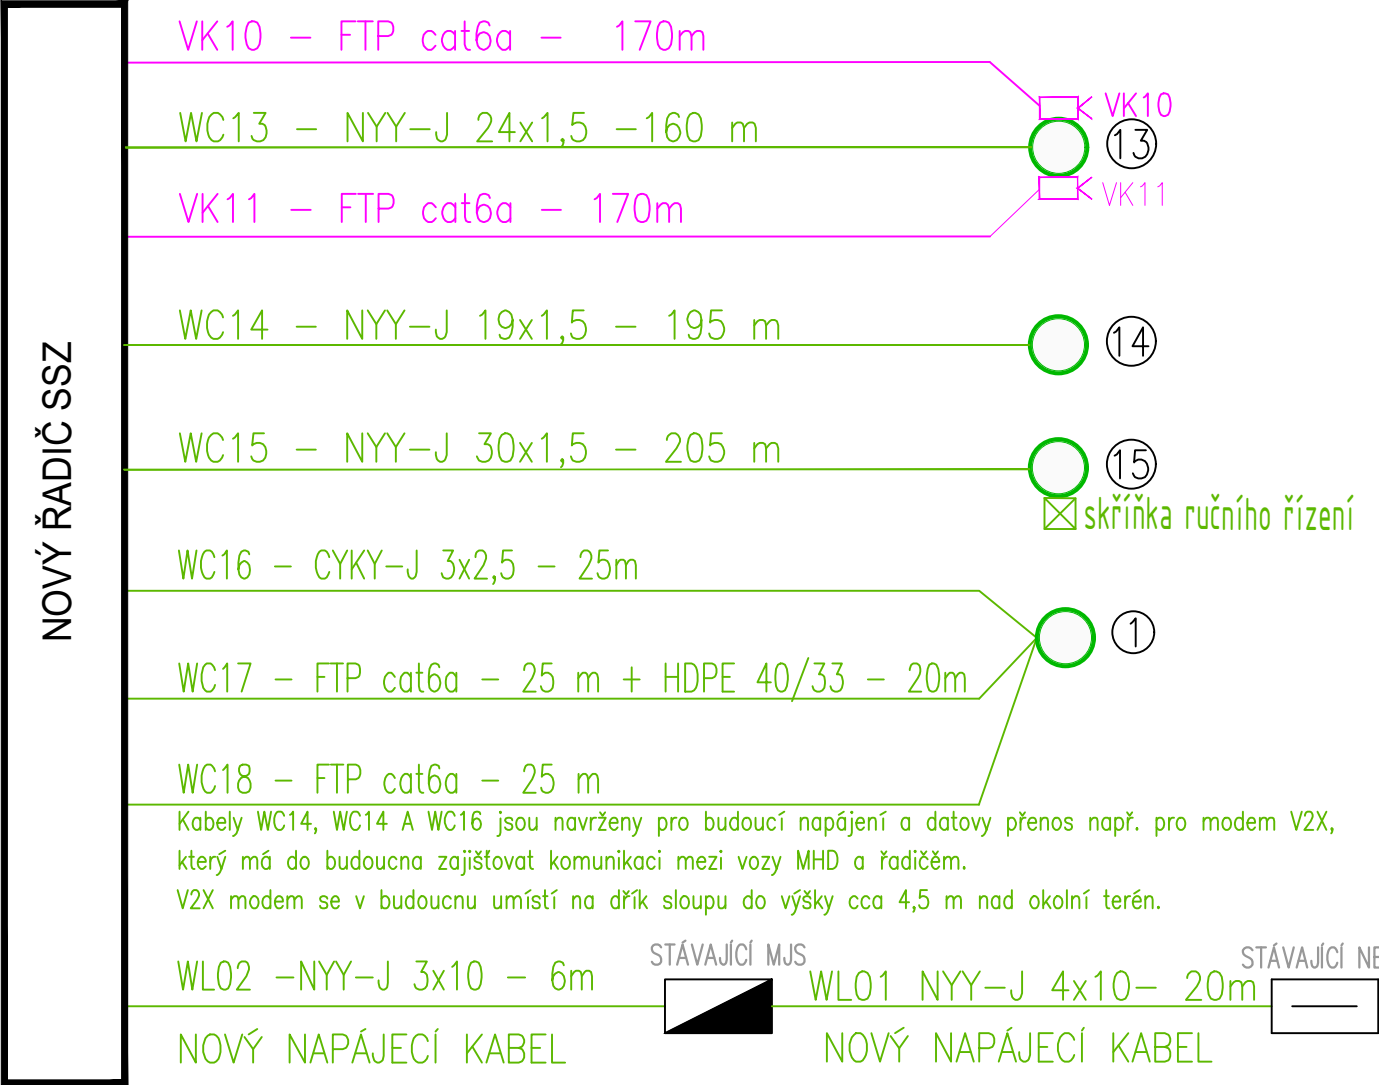 VK10 – FTP cat6a – 170m
VK10
WC13 – NYY–J 24x1,5 –160 m
13
VK11 – FTP cat6a – 170m
VK11
NOVÝ ŘADIČ SSZ
WC14 – NYY–J 19x1,5 – 195 m
14
WC15 – NYY–J 30x1,5 – 205 m
15
skříňka ručního řízení
WC16 – CYKY–J 3x2,5 – 25m
1
WC17 – FTP cat6a – 25 m + HDPE 40/33 – 20m
WC18 – FTP cat6a – 25 m
Kabely WC14, WC14 A WC16 jsou navrženy pro budoucí napájení a datovy přenos např. pro modem V2X,
který má do budoucna zajišťovat komunikaci mezi vozy MHD a řadičěm.
V2X modem se v budoucnu umístí na dřík sloupu do výšky cca 4,5 m nad okolní terén.
STÁVAJÍCÍ MJS
STÁVAJÍCÍ
WL02 –NYY–J 3x10 – 6m
WL01 NYY–J 4x10– 20m
NOVÝ NAPÁJECÍ KABEL
NOVÝ NAPÁJECÍ KABEL